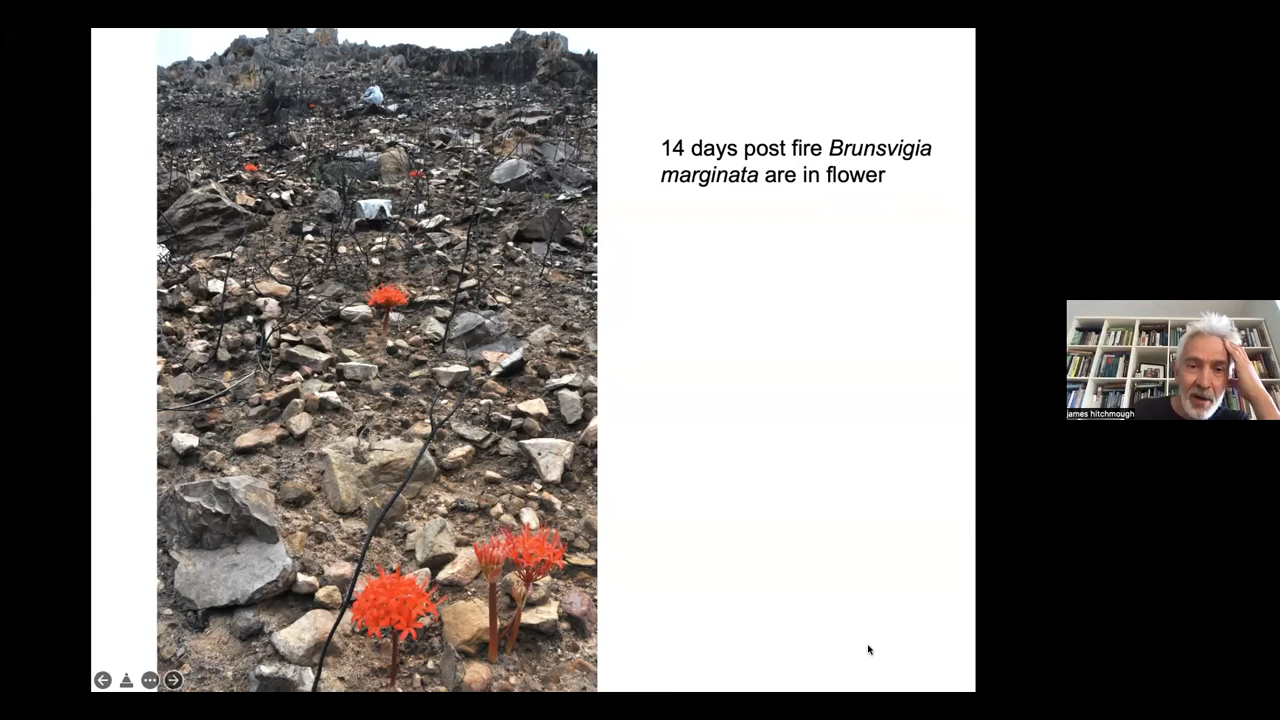 14 days post fire Brunsvigia
marginata are in flower
james hitchmough